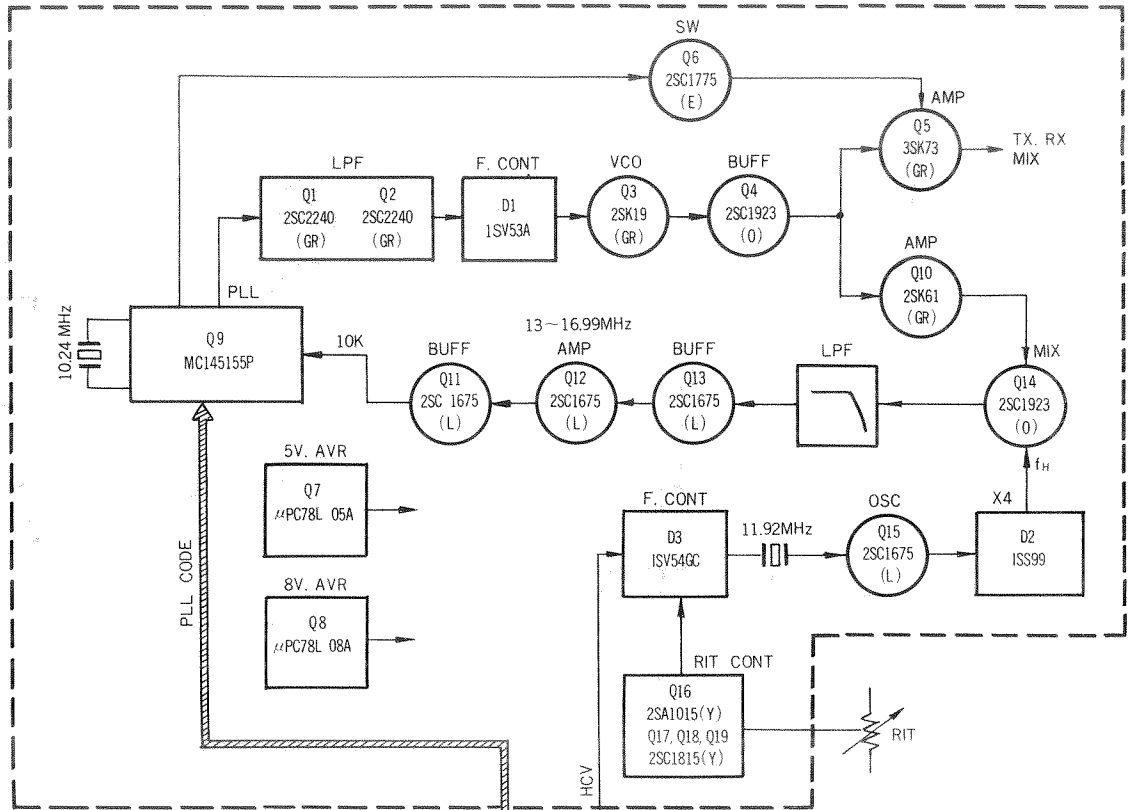 SW
Q6
2SC1775
(E)
AMP
Q5
3SK73
(GR)
TX. RX
MIX
LPF
Q1
2SC2240
(GR)
Q2
2SC2240
(GR)
F. CONT
D1
1SV53A
VCO
Q3
2SK19
(GR)
BUFF
Q4
2SC1923
(O)
AMP
Q10
2SK61
(GR)
PLL
10.24 MHz
Q9
MC145155P
10K
13~16.99MHz
BUFF
Q11
2SC 1675
(L)
AMP
Q12
2SC1675
(L)
BUFF
Q13
2SC1675
(L)
LPF
MIX
Q14
2SC1923
(O)
fH
5V. AVR
Q7
μPC78L 05A
8V. AVR
Q8
μPC78L 08A
PLL CODE
F. CONT
D3
ISV54GC
11.92MHz
OSC
Q15
2SC1675
(L)
X4
D2
ISS99
RIT CONT
Q16
2SA1015(Y)
Q17, Q18, Q19
2SC1815(Y)
RIT
HCV